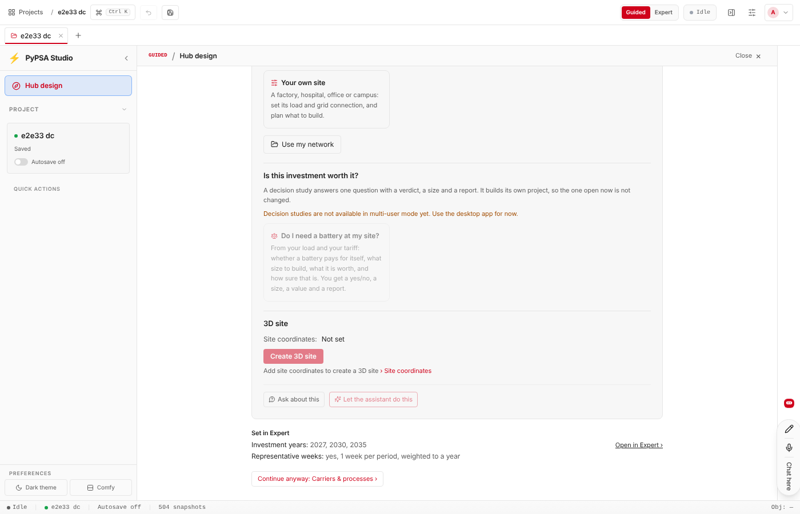 Projects / e2e33 dc Ctrl K Guided Expert Idle A
e2e33 dc
PyPSA Studio
GUIDED / Hub design Close
Hub design
PROJECT
e2e33 dc
Saved
Autosave off
QUICK ACTIONS
Your own site
A factory, hospital, office or campus:
set its load and grid connection, and
plan what to build.
Use my network
Is this investment worth it?
A decision study answers one question with a verdict, a size and a report. It builds its own project, so the one open now is not
changed.
Decision studies are not available in multi-user mode yet. Use the desktop app for now.
Do I need a battery at my site?
From your load and your tariff:
whether a battery pays for itself, what
size to build, what it is worth, and
how sure that is. You get a yes/no, a
size, a value and a report.
3D site
Site coordinates: Not set
Create 3D site
Add site coordinates to create a 3D site › Site coordinates
Ask about this Let the assistant do this
Set in Expert
Investment years: 2027, 2030, 2035 Open in Expert ›
Representative weeks: yes, 1 week per period, weighted to a year
Continue anyway: Carriers & processes ›
Chat here
PREFERENCES
Dark theme Comfy
Idle e2e33 dc Autosave off 504 snapshots Obj: —